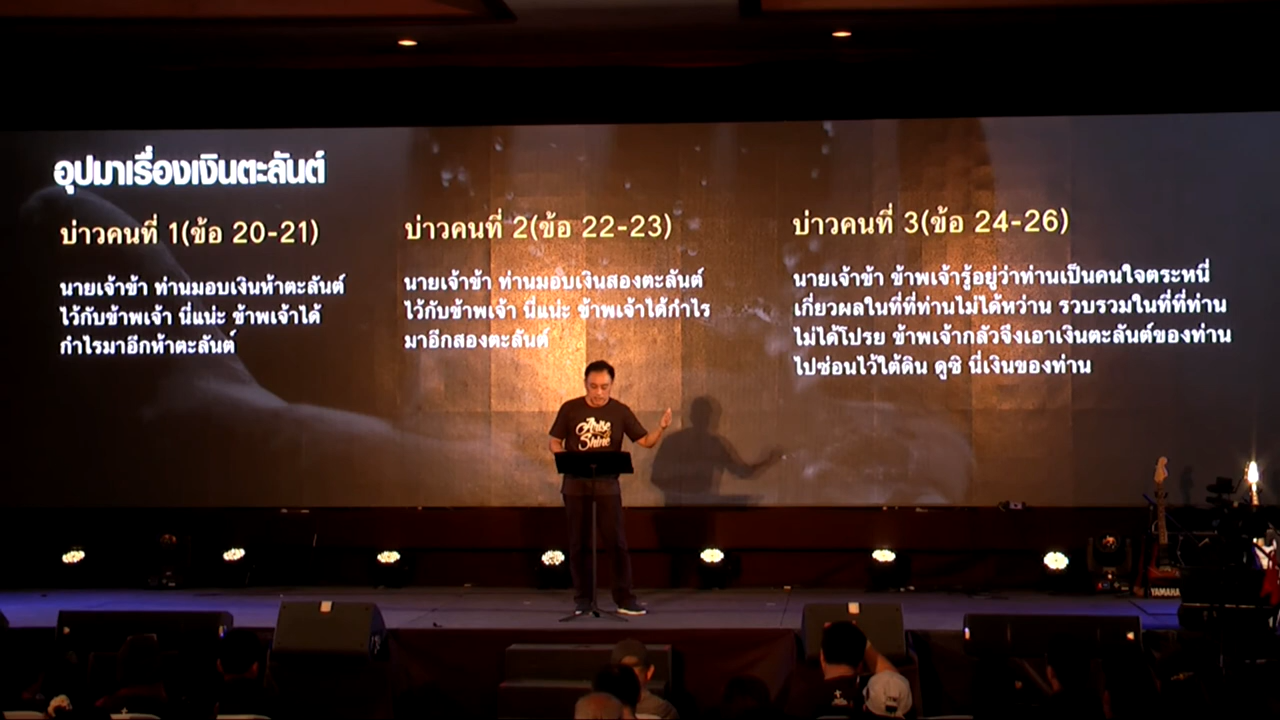 อุปมาเรื่องเงินตะลันต์
บ่าวคนที่ 1(ข้อ 20-21)
นายเจ้าข้า ท่านมอบเงินห้าตะลันต์
ไว้กับข้าพเจ้า นี่แน่ะ ข้าพเจ้าได้
กำไรมาอีกห้าตะลันต์
บ่าวคนที่ 2(ข้อ 22-23)
นายเจ้าข้า ท่านมอบเงินสองตะลันต์
ไว้กับข้าพเจ้า นี่แน่ะ ข้าพเจ้าได้กำไร
มาอีกสองตะลันต์
บ่าวคนที่ 3(ข้อ 24-26)
นายเจ้าข้า ข้าพเจ้ารู้อยู่ว่าท่านเป็นคนใจตระหนี่
เกี่ยวผลในที่ที่ท่านไม่ได้หว่าน รวบรวมในที่ที่ท่าน
ไม่ได้โปรย ข้าพเจ้ากลัวจึงเอาเงินตะลันต์ของท่าน
ไปซ่อนไว้ใต้ดิน ดูซิ นี่เงินของท่าน
Arise
Shine
YAMAHA